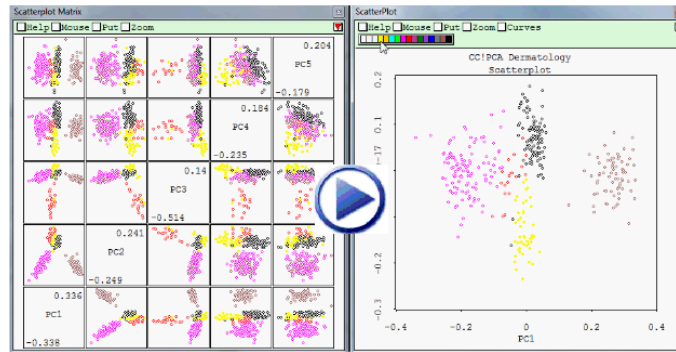 Scatterplot Matrix
Help Mouse Put Zoom
0.204
PC5
-0.179
0.184
PC4
-0.235
0.14
PC3
-0.514
0.241
PC2
-0.249
0.336
PC1
-0.338
ScatterPlot
Help Mouse Put Zoom Curves
CC!PCA Dermatology
Scatterplot
0.2
0.1
-0.2
-0.3
-0.4
-0.2
0
0.2
0.4
PC1